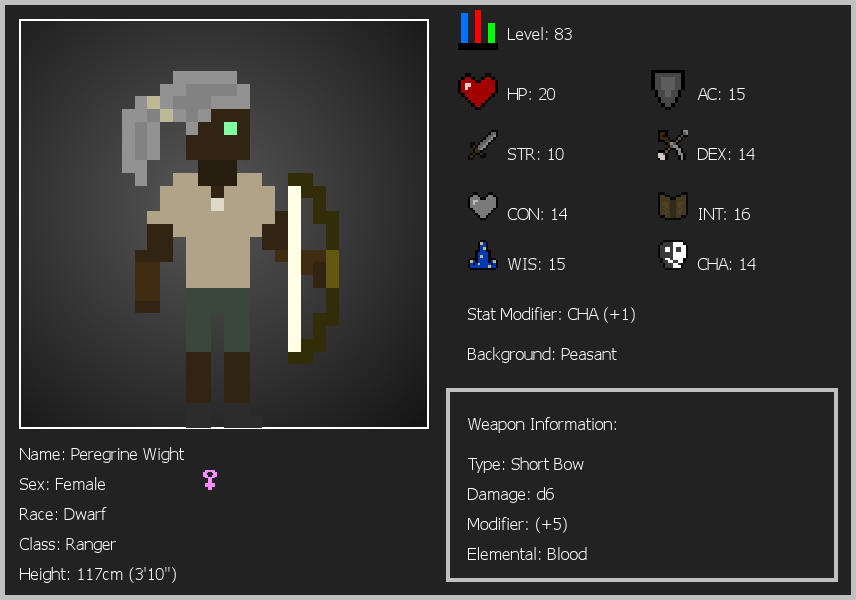 Level: 83
HP: 20
AC: 15
STR: 10
DEX: 14
CON: 14
INT: 16
WIS: 15
CHA: 14
Stat Modifier: CHA (+1)
Background: Peasant
Weapon Information:
Type: Short Bow
Damage: d6
Modifier: (+5)
Elemental: Blood
Name: Peregrine Wight
Sex: Female
Race: Dwarf
Class: Ranger
Height: 117cm (3'10")